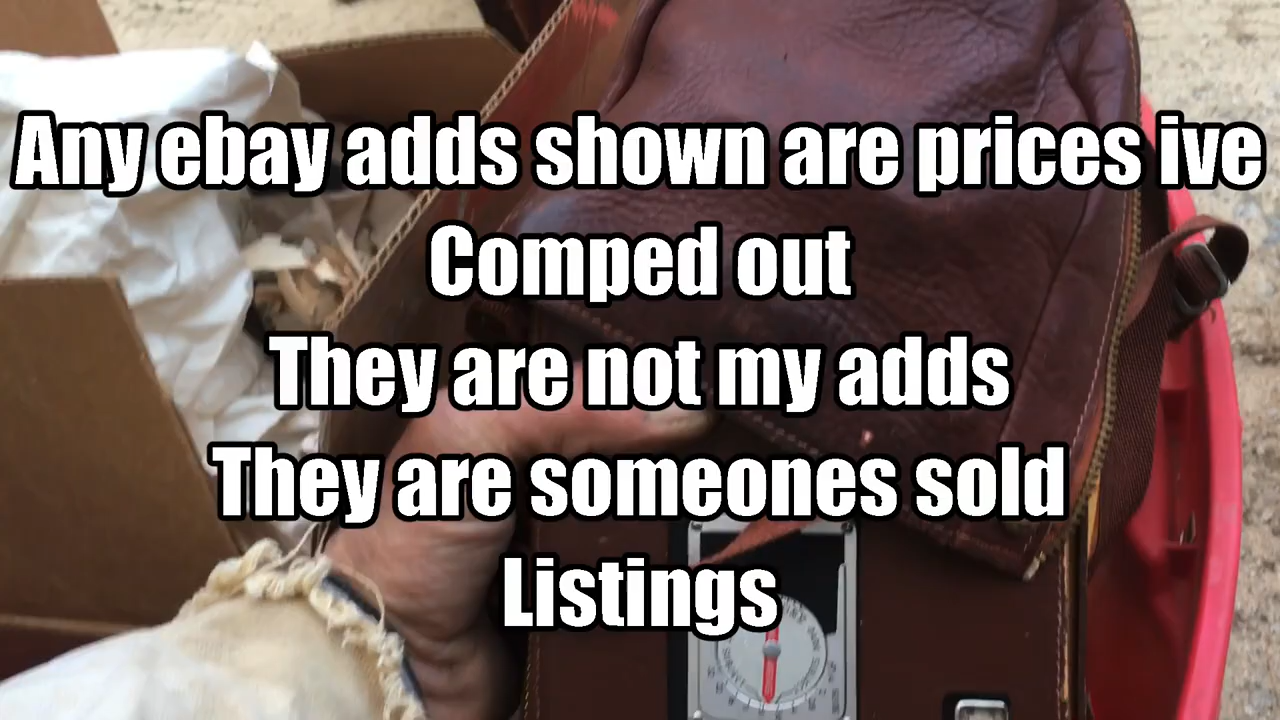 Any ebay adds shown are prices ive
Comped out
They are not my adds
They are someones sold
Listings